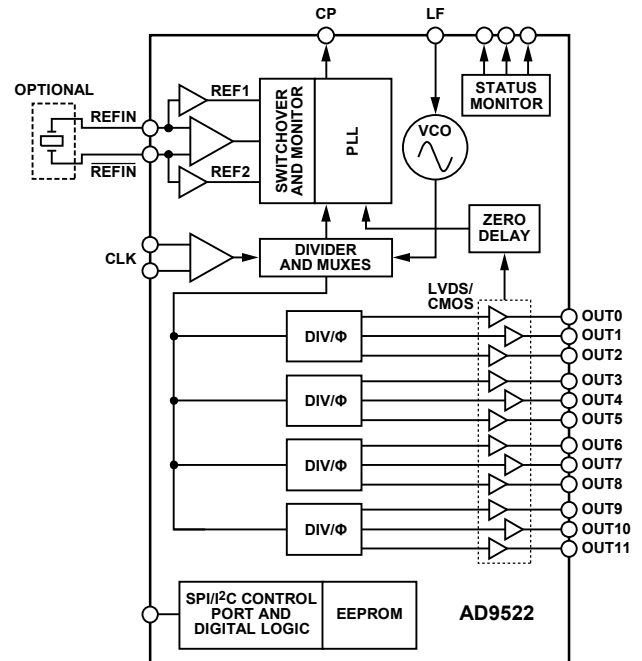 CP
LF
OPTIONAL
REFIN
REF1
STATUS
MONITOR
SWITCHOVER
AND MONITOR
PLL
VCO
REFIN
REF2
ZERO
DELAY
CLK
DIVIDER
AND MUXES
LVDS/
CMOS
DIV/Φ
OUT0
OUT1
OUT2
DIV/Φ
OUT3
OUT4
OUT5
DIV/Φ
OUT6
OUT7
OUT8
DIV/Φ
OUT9
OUT10
OUT11
SPI/I²C CONTROL
PORT AND
DIGITAL LOGIC
EEPROM
AD9522